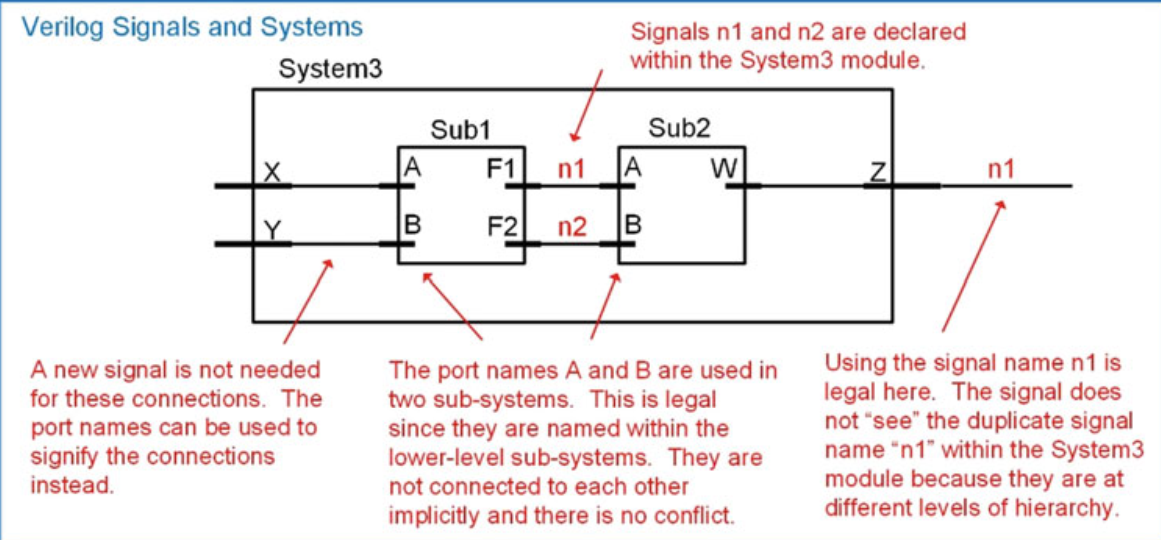 Verilog Signals and Systems
Signals n1 and n2 are declared
within the System3 module.
System3
Sub1
Sub2
X
A
F1
n1
A
W
Z
n1
Y
B
F2
n2
B
A new signal is not needed
for these connections. The
port names can be used to
signify the connections
instead.
The port names A and B are used in
two sub-systems. This is legal
since they are named within the
lower-level sub-systems. They are
not connected to each other
implicitly and there is no conflict.
Using the signal name n1 is
legal here. The signal does
not “see” the duplicate signal
name “n1” within the System3
module because they are at
different levels of hierarchy.